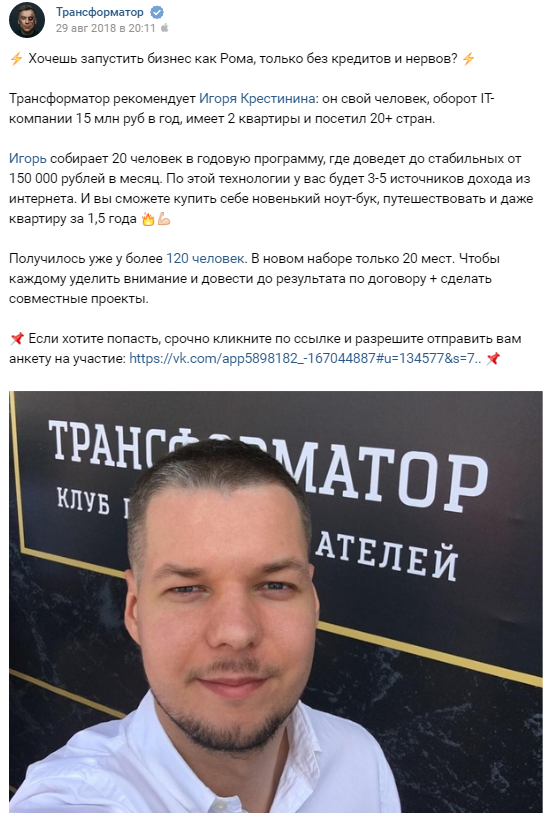 Трансформатор
29 авг 2018 в 20:11
⚡ Хочешь запустить бизнес как Рома, только без кредитов и нервов? ⚡
Трансформатор рекомендует Игоря Крестинина: он свой человек, оборот IT-
компании 15 млн руб в год, имеет 2 квартиры и посетил 20+ стран.
Игорь собирает 20 человек в годовую программу, где доведет до стабильных от
150 000 рублей в месяц. По этой технологии у вас будет 3-5 источников дохода из
интернета. И вы сможете купить себе новенький ноут-бук, путешествовать и даже
квартиру за 1,5 года 🔥💪🏻
Получилось уже у более 120 человек. В новом наборе только 20 мест. Чтобы
каждому уделить внимание и довести до результата по договору + сделать
совместные проекты.
📌 Если хотите попасть, срочно кликните по ссылке и разрешите отправить вам
анкету на участие: https://vk.com/app5898182_-167044887#u=134577&s=7.. 📌
ТРАНСФОРМАТОР
КЛУБ П
АТЕЛЕЙ